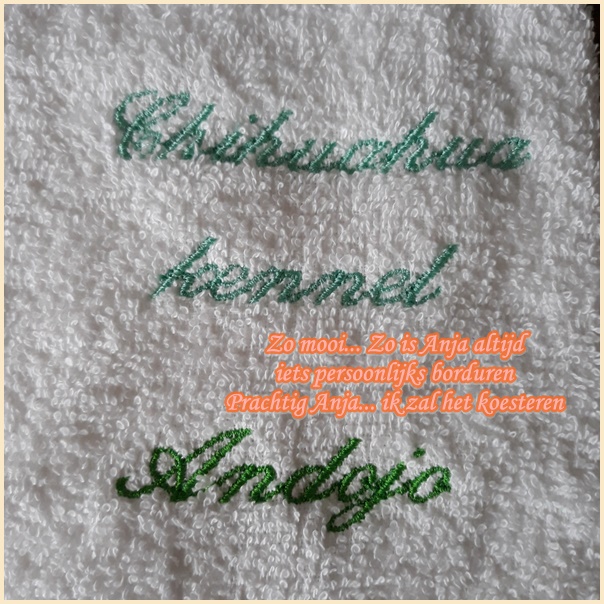 Chihuahua
kennel
Zo mooi... Zo is Anja altijd
iets persoonlijks borduren
Prachtig Anja... ik zal het koesteren
Andojo